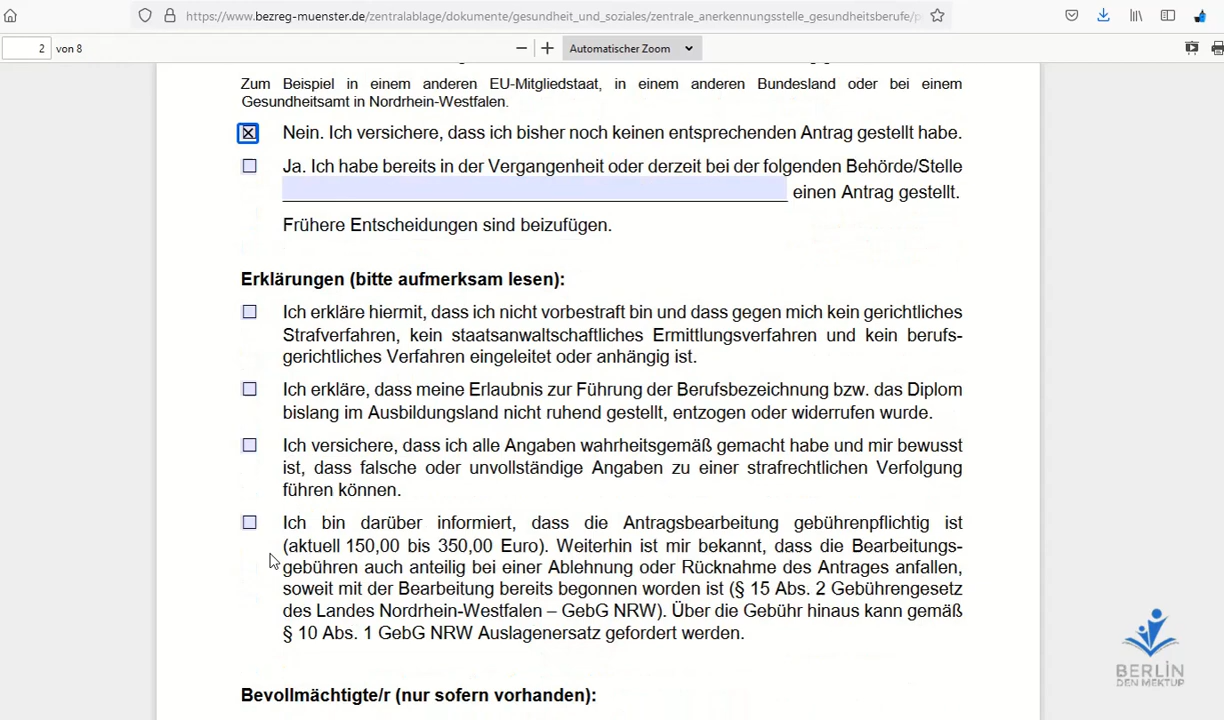 https://www.bezreg-muenster.de/zentralablage/dokumente/gesundheit_und_soziales/zentrale_anerkennungsstelle_gesundheitsberufe/p
2 von 8
Automatischer Zoom
Zum Beispiel in einem anderen EU-Mitgliedstaat, in einem anderen Bundesland oder bei einem
Gesundheitsamt in Nordrhein-Westfalen.
Nein. Ich versichere, dass ich bisher noch keinen entsprechenden Antrag gestellt habe.
Ja. Ich habe bereits in der Vergangenheit oder derzeit bei der folgenden Behörde/Stelle
einen Antrag gestellt.
Frühere Entscheidungen sind beizufügen.
Erklärungen (bitte aufmerksam lesen):
Ich erkläre hiermit, dass ich nicht vorbestraft bin und dass gegen mich kein gerichtliches
Strafverfahren, kein staatsanwaltschaftliches Ermittlungsverfahren und kein berufs-
gerichtliches Verfahren eingeleitet oder anhängig ist.
Ich erkläre, dass meine Erlaubnis zur Führung der Berufsbezeichnung bzw. das Diplom
bislang im Ausbildungsland nicht ruhend gestellt, entzogen oder widerrufen wurde.
Ich versichere, dass ich alle Angaben wahrheitsgemäß gemacht habe und mir bewusst
ist, dass falsche oder unvollständige Angaben zu einer strafrechtlichen Verfolgung
führen können.
Ich bin darüber informiert, dass die Antragsbearbeitung gebührenpflichtig ist
(aktuell 150,00 bis 350,00 Euro). Weiterhin ist mir bekannt, dass die Bearbeitungs-
gebühren auch anteilig bei einer Ablehnung oder Rücknahme des Antrages anfallen,
soweit mit der Bearbeitung bereits begonnen worden ist (§ 15 Abs. 2 Gebührengesetz
des Landes Nordrhein-Westfalen – GebG NRW). Über die Gebühr hinaus kann gemäß
§ 10 Abs. 1 GebG NRW Auslagenersatz gefordert werden.
Bevollmächtigte/r (nur sofern vorhanden):
BERLİN
DEN MEKTUP